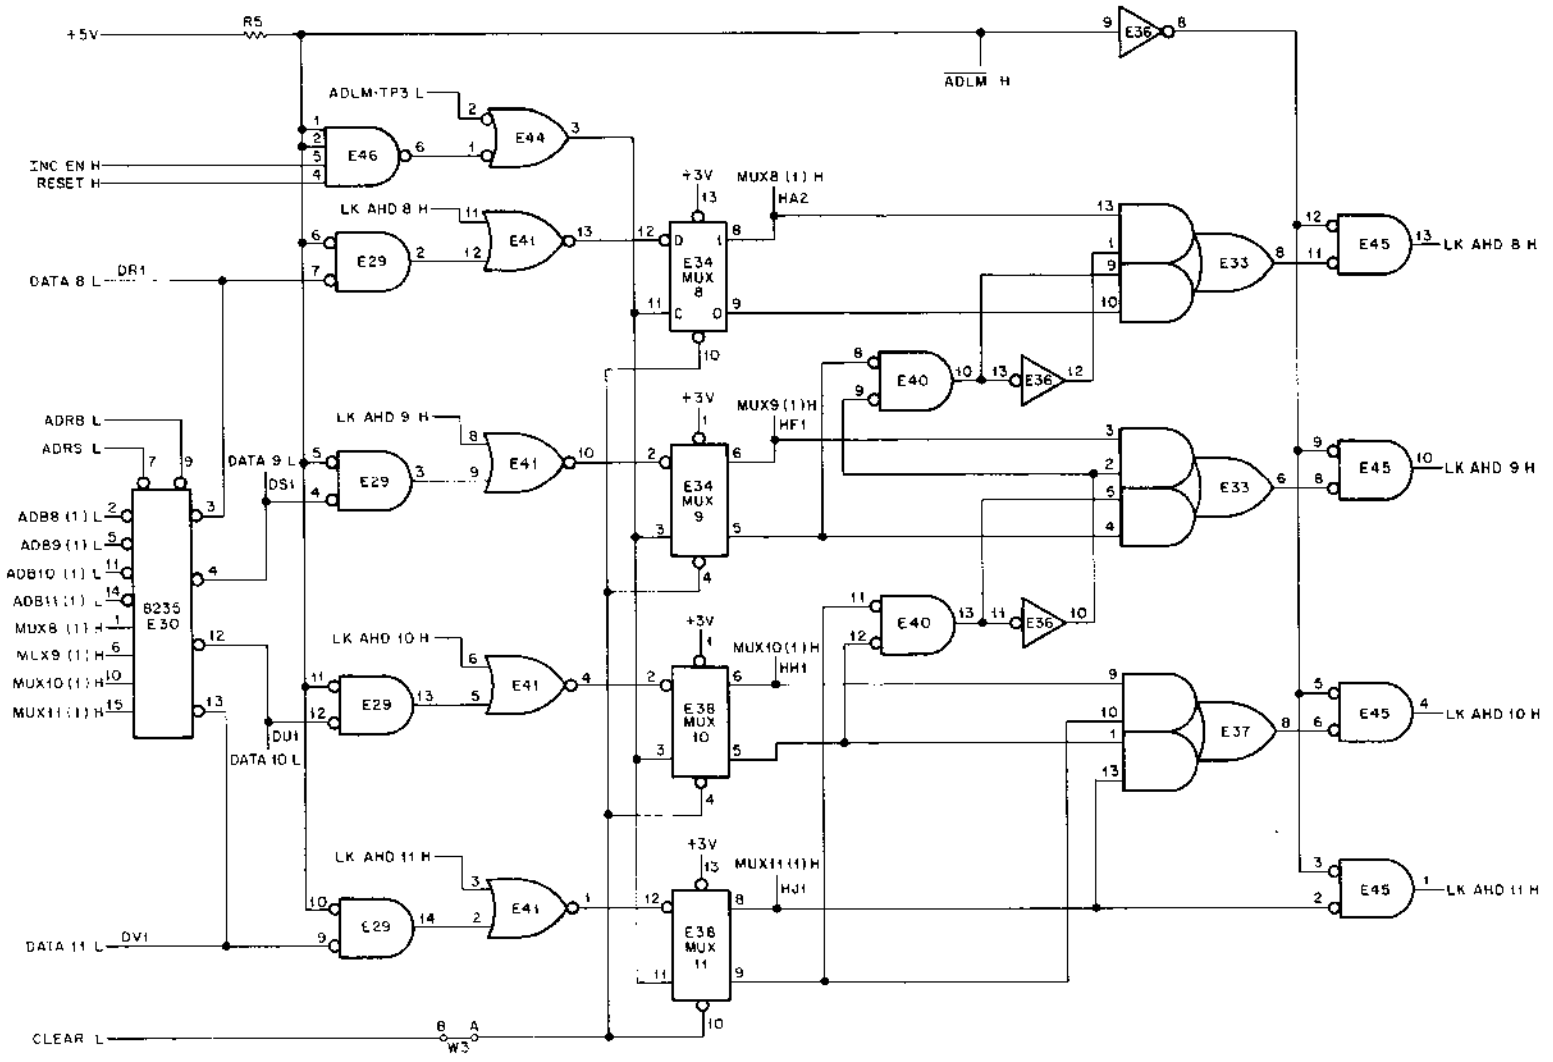 R5
+5V
9 E36 8
ADLM H
ADLM·TP3 L
2 E44 3
1
1
2
5
4
E46 6
INC EN H
RESET H
+3V
13
MUX8 (1) H
HA2
LK AHD 8 H
11
12
E41 13
6
7
E29 2
DATA 8 L DR1
12 D 1 8
E34
MUX
8
11 C 0 9
10
13
1
9
10
E33 8
12
11
E45 13
LK AHD 8 H
8
9
E40 10 13 E36 12
ADR8 L
ADRS L
7 9
LK AHD 9 H
8
9
E41 10
DATA 9 L
DS1
5
4
E29 3
+3V
1
MUX9(1)H
HF1
2 6
E34
MUX
9
3 5
4
3
2
5
4
E33 6
9
8
E45 10
LK AHD 9 H
ADB8 (1) L 2
ADB9 (1) L 5
ADB10 (1) L 11
ADB11(1) L 14
MUX8 (1) H 1
MUX9 (1) H 6
MUX10 (1) H 10
MUX11(1) H 15
8235
E30
3
4
12
13
11
12
E40 13 11 E36 10
LK AHD 10 H
6
5
E41 4
11
12
E29 13
DU1
DATA 10 L
+3V
1
MUX10(1) H
HH1
2 6
E38
MUX
10
3 5
4
9
10
1
13
E37 8
5
6
E45 4
LK AHD 10 H
LK AHD 11 H
3
2
E41 1
10
9
E29 14
DATA 11 L DV1
+3V
13
MUX11(1) H
HJ1
12 8
E38
MUX
11
11 9
10
3
2
E45 1
LK AHD 11 H
CLEAR L
B A
W3